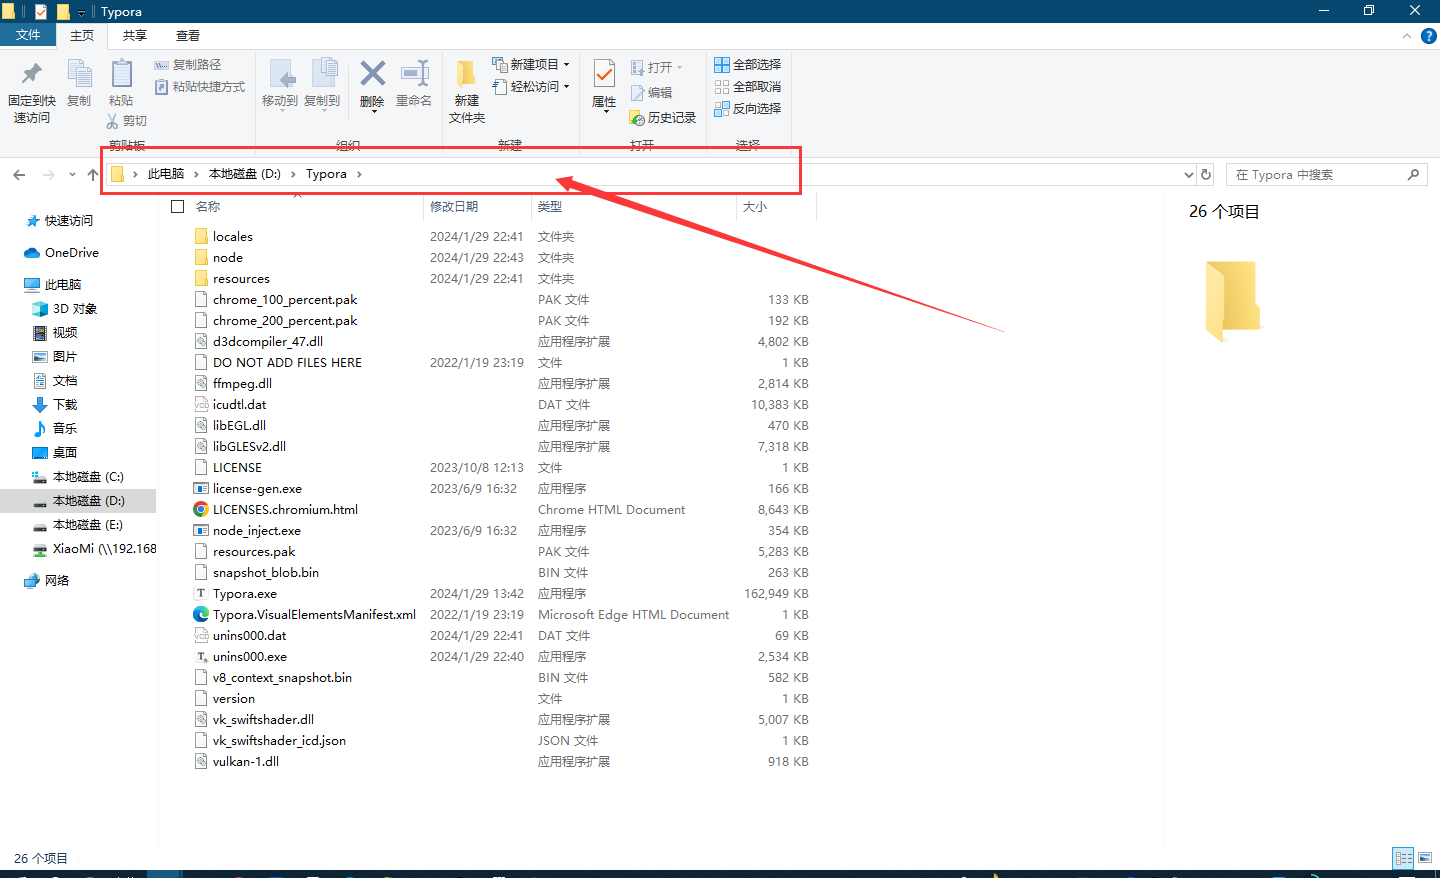 Typora
文件 主页 共享 查看
固定到快速访问 复制 粘贴 复制路径 粘贴快捷方式 剪切 移动到 复制到 删除 重命名 新建文件夹 新建项目 轻松访问 属性 打开 编辑 历史记录 全部选择 全部取消 反向选择
剪贴板 组织 新建 打开 选择
此电脑 本地磁盘 (D:) Typora 在 Typora 中搜索
名称 修改日期 类型 大小
快速访问
OneDrive
此电脑
3D 对象
视频
图片
文档
下载
音乐
桌面
本地磁盘 (C:)
本地磁盘 (D:)
本地磁盘 (E:)
XiaoMi (\\192.168
网络
locales 2024/1/29 22:41 文件夹
node 2024/1/29 22:43 文件夹
resources 2024/1/29 22:41 文件夹
chrome_100_percent.pak PAK 文件 133 KB
chrome_200_percent.pak PAK 文件 192 KB
d3dcompiler_47.dll 应用程序扩展 4,802 KB
DO NOT ADD FILES HERE 2022/1/19 23:19 文件 1 KB
ffmpeg.dll 应用程序扩展 2,814 KB
icudtl.dat DAT 文件 10,383 KB
libEGL.dll 应用程序扩展 470 KB
libGLESv2.dll 应用程序扩展 7,318 KB
LICENSE 2023/10/8 12:13 文件 1 KB
license-gen.exe 2023/6/9 16:32 应用程序 166 KB
LICENSES.chromium.html Chrome HTML Document 8,643 KB
node_inject.exe 2023/6/9 16:32 应用程序 354 KB
resources.pak PAK 文件 5,283 KB
snapshot_blob.bin BIN 文件 263 KB
Typora.exe 2024/1/29 13:42 应用程序 162,949 KB
Typora.VisualElementsManifest.xml 2022/1/19 23:19 Microsoft Edge HTML Document 1 KB
unins000.dat 2024/1/29 22:41 DAT 文件 69 KB
unins000.exe 2024/1/29 22:40 应用程序 2,534 KB
v8_context_snapshot.bin BIN 文件 582 KB
version 文件 1 KB
vk_swiftshader.dll 应用程序扩展 5,007 KB
vk_swiftshader_icd.json JSON 文件 1 KB
vulkan-1.dll 应用程序扩展 918 KB
26 个项目
26 个项目